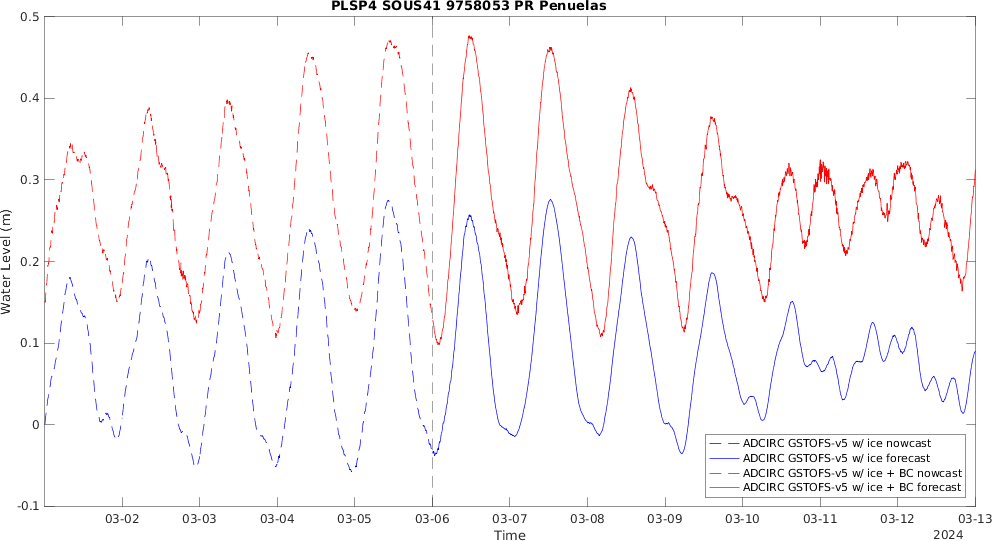 PLSP4 SOUS41 9758053 PR Penuelas
0.5
0.4
0.3
0.2
0.1
0
-0.1
Water Level (m)
03-02
03-03
03-04
03-05
03-06
03-07
03-08
03-09
03-10
03-11
03-12
03-13
Time
2024
ADCIRC GSTOFS-v5 w/ ice nowcast
ADCIRC GSTOFS-v5 w/ ice forecast
ADCIRC GSTOFS-v5 w/ ice + BC nowcast
ADCIRC GSTOFS-v5 w/ ice + BC forecast